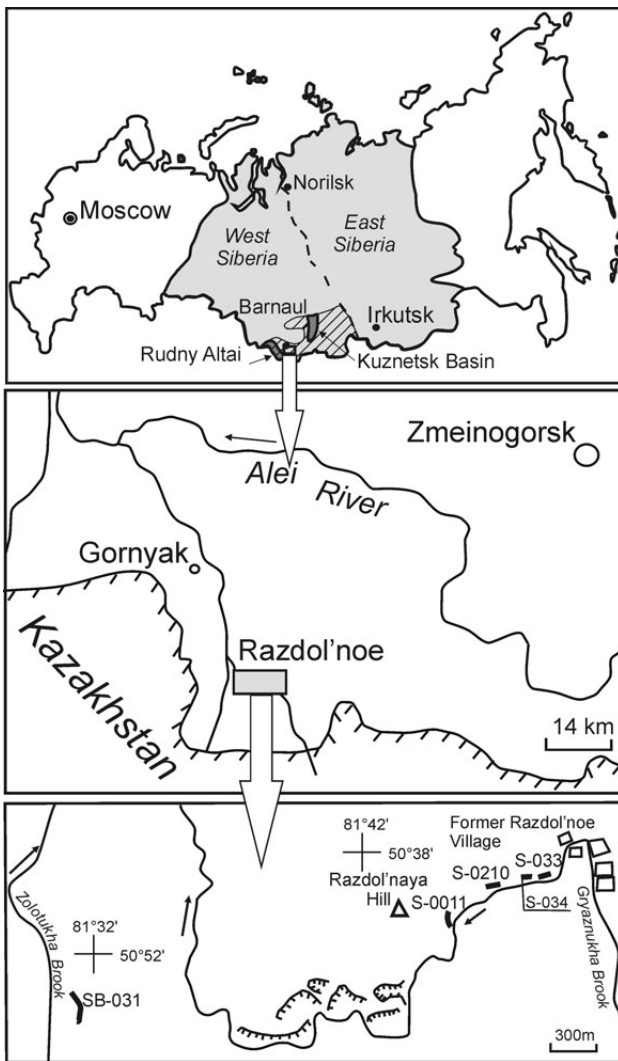 Norilsk
Moscow
West
Siberia
East
Siberia
Barnaul
Irkutsk
Rudny Altai
Kuznetsk Basin
Zmeinogorsk
Alei River
Gornyak
Kazakhstan
Razdol'noe
14 km
81°42'
50°38'
Former Razdol'noe
Village
S-033
S-0210
S-034
Razdol'naya
Hill
S-0011
Zolotukha Brook
81°32'
50°52'
SB-031
Gryaznukha Brook
300m